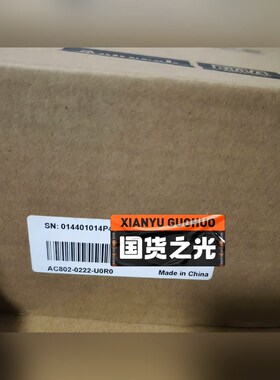 SN: 014401014P
XIANYU GUOHUO
国货之光
AC802-0222-U0R0
Made in China